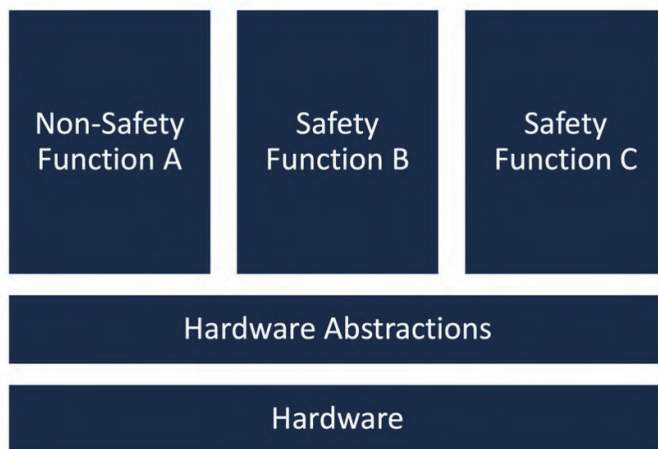 Non-Safety
Function A
Safety
Function B
Safety
Function C
Hardware Abstractions
Hardware